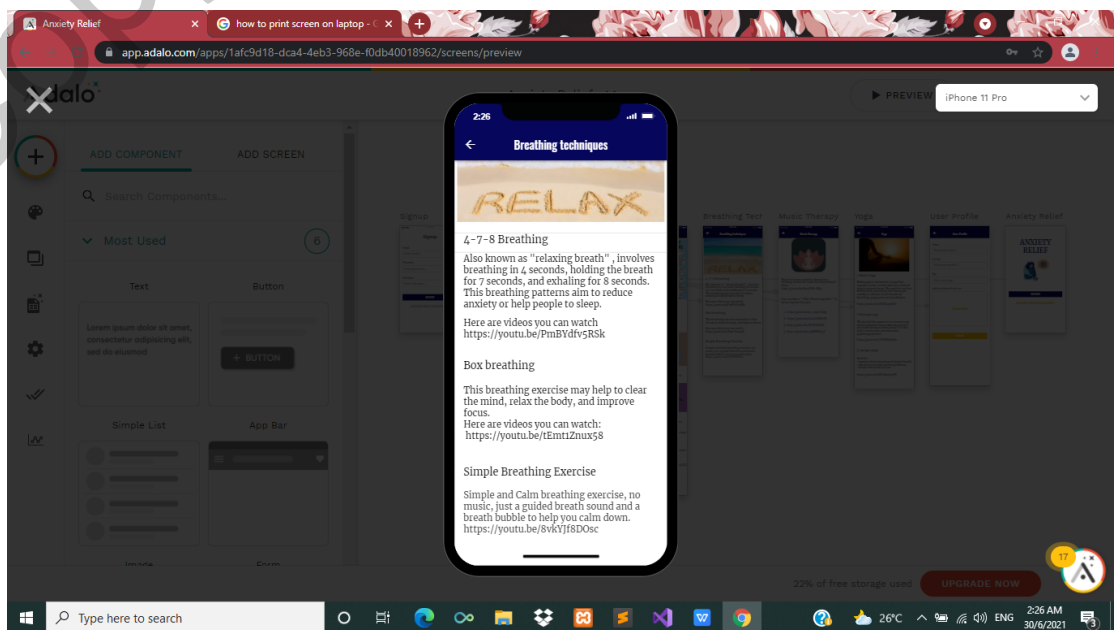 Anxiety Relief
how to print screen on laptop - G
app.adalo.com/apps/1afc9d18-dca4-4eb3-968e-f0db40018962/screens/preview
PREVIEW
iPhone 11 Pro
2:26
Breathing techniques
RELAX
4-7-8 Breathing
Also known as "relaxing breath" , involves
breathing in 4 seconds, holding the breath
for 7 seconds, and exhaling for 8 seconds.
This breathing patterns aim to reduce
anxiety or help people to sleep.
Here are videos you can watch
https://youtu.be/PmBYdfv5RSk
Box breathing
This breathing exercise may help to clear
the mind, relax the body, and improve
focus.
Here are videos you can watch:
https://youtu.be/tEmt1Znux58
Simple Breathing Exercise
Simple and Calm breathing exercise, no
music, just a guided breath sound and a
breath bubble to help you calm down.
https://youtu.be/8vkYJf8DOsc
ADD COMPONENT
ADD SCREEN
Search Components...
Most Used
6
Text
Button
Lorem ipsum dolor sit amet,
consectetur adipiscing elit,
sed do eiusmod
+ BUTTON
Simple List
App Bar
Image
Form
Signup
Breathing Tech
Music Therapy
Yoga
User Profile
Anxiety Relief
ANXIETY
RELIEF
22% of free storage used
UPGRADE NOW
17
Type here to search
26°C
ENG
2:26 AM
30/6/2021
3